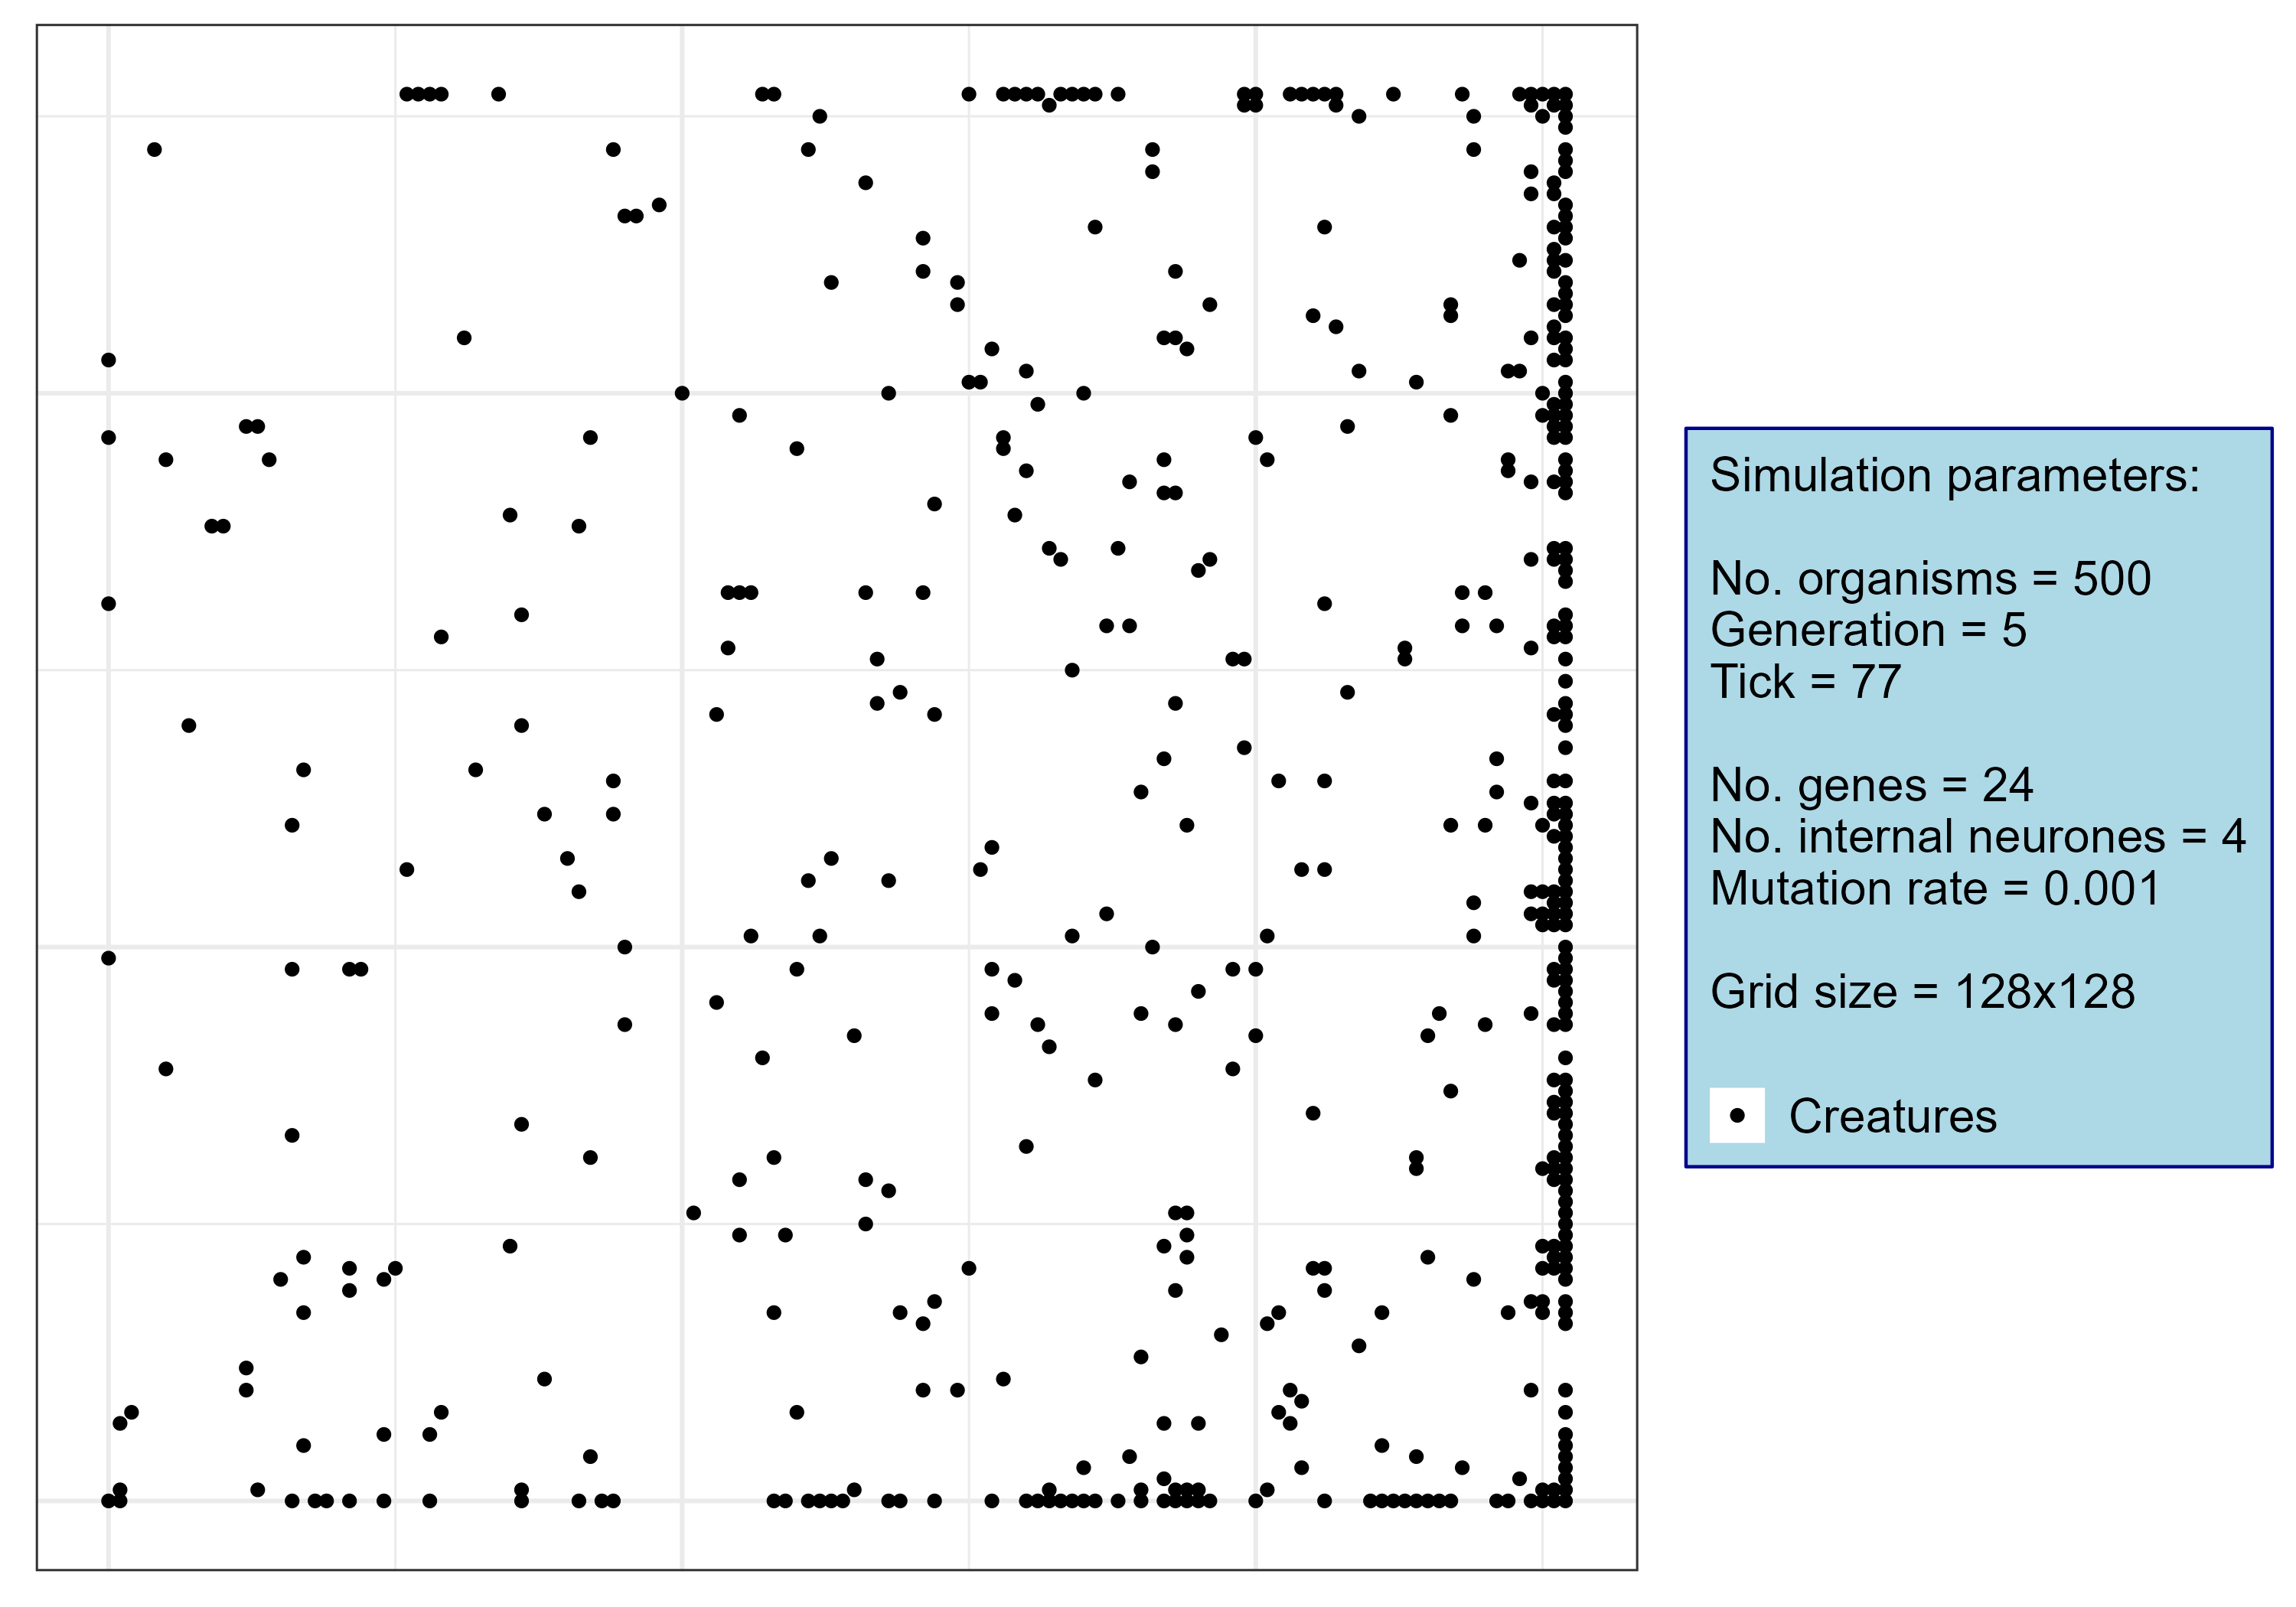 Simulation parameters:
No. organisms = 500
Generation = 5
Tick = 77
No. genes = 24
No. internal neurones = 4
Mutation rate = 0.001
Grid size = 128x128
Creatures